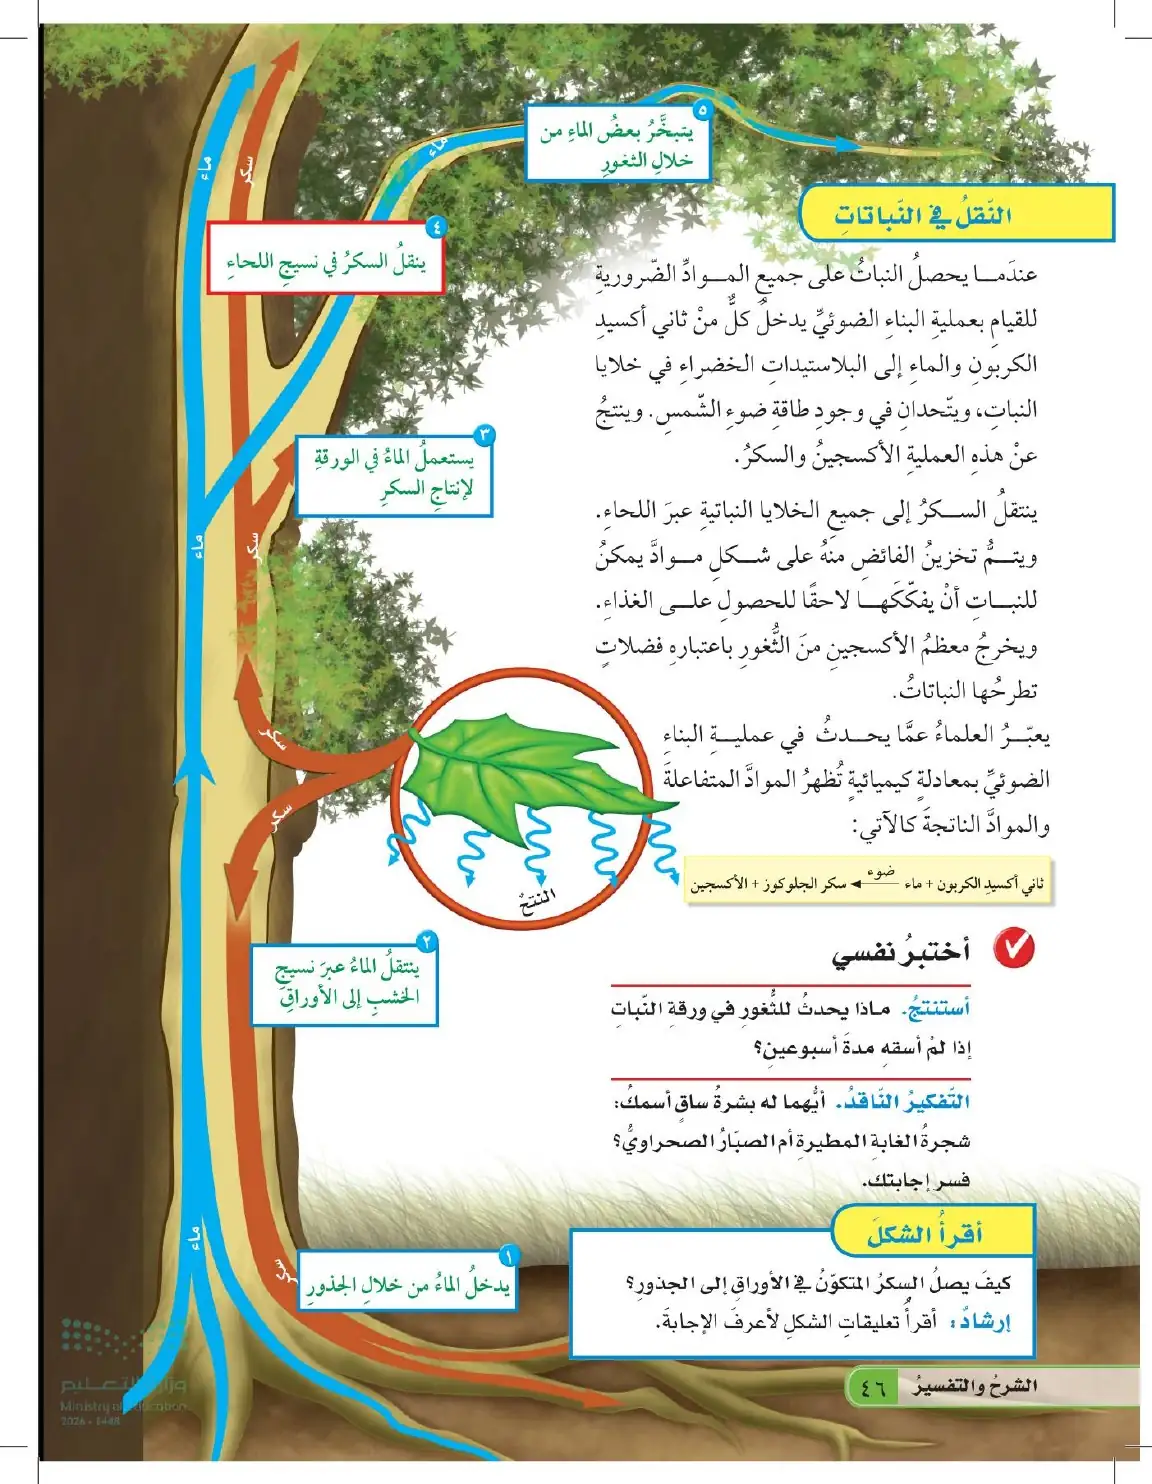 النّقلُ في النّباتاتِ
عندَمـا يحصلُ النباتُ على جميعِ المـوادِّ الضّروريةِ
للقيامِ بعمليةِ البناءِ الضوئيِّ يدخلُ كلٌّ منْ ثاني أكسيدِ
الكربونِ والماءِ إلى البلاستيداتِ الخضراءِ في خلايا
النباتِ، ويتّحدانِ في وجودِ طاقةِ ضوءِ الشّمسِ. وينتجُ
عنْ هذهِ العمليةِ الأكسجينُ والسكرُ.
ينتقلُ السـكرُ إلى جميعِ الخلايا النباتيةِ عبرَ اللحاءِ.
ويتـمُّ تخزينُ الفائضِ منهُ على شـكلِ مـوادَّ يمكنُ
للنبـاتِ أنْ يفكّكَهـا لاحقًا للحصولِ علـى الغذاءِ.
ويخرجُ معظمُ الأكسجينِ منَ الثُّغورِ باعتبارهِ فضلاتٍ
تطرحُها النباتاتُ.
يعبّـرُ العلماءُ عمَّا يحـدثُ في عمليـةِ البناءِ
الضوئيِّ بمعادلةٍ كيميائيةٍ تُظهرُ الموادَّ المتفاعلةَ
والموادَّ الناتجةَ كالآتي:
ضوء
ثاني أكسيدِ الكربون + ماء ← سكر الجلوكوز + الأكسجين
أختبرُ نفسي
أستنتجُ. ماذا يحدثُ للثُّغورِ في ورقةِ النّباتِ
إذا لمْ أسقهِ مدةَ أسبوعينِ؟
التّفكيرُ النّاقدُ. أيُّهما له بشرةُ ساقٍ أسمكُ:
شجرةُ الغابةِ المطيرةِ أم الصبّارُ الصحراويُّ؟
فسر إجابتك.
أقرأُ الشكلَ
كيفَ يصلُ السكرُ المتكوّنُ في الأوراقِ إلى الجذورِ؟
إرشادٌ: أقرأُ تعليقاتِ الشكلِ لأعرفَ الإجابةَ.
٥
يتبخَّرُ بعضُ الماءِ من
خلالِ الثغورِ
٤
ينقلُ السكرُ في نسيجِ اللحاءِ
٣
يستعملُ الماءُ في الورقةِ
لإنتاجِ السكرِ
٢
ينتقلُ الماءُ عبرَ نسيجِ
الخشبِ إلى الأوراقِ
١
يدخلُ الماءُ من خلالِ الجذورِ
ماء
سكر
ماء
ماء
سكر
سكر
سكر
النتحُ
ماء
سكر
الشرحُ والتفسيرُ ٤٦
وزارة التعليم
Ministry of Education
2026 - 1448